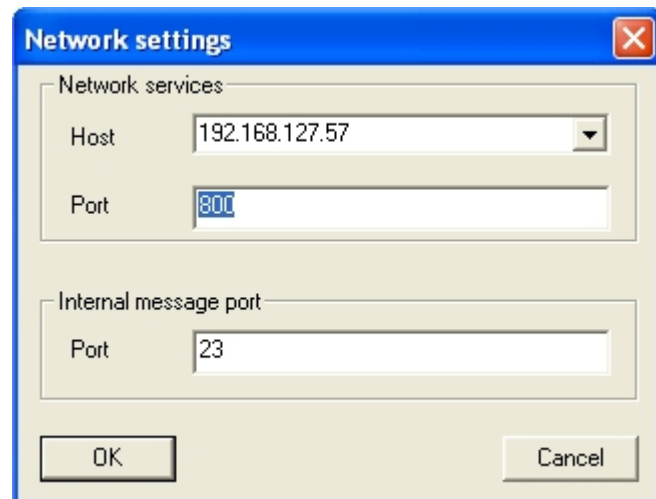 Network settings
Network services
Host 192.168.127.57
Port 800
Internal message port
Port 23
OK Cancel